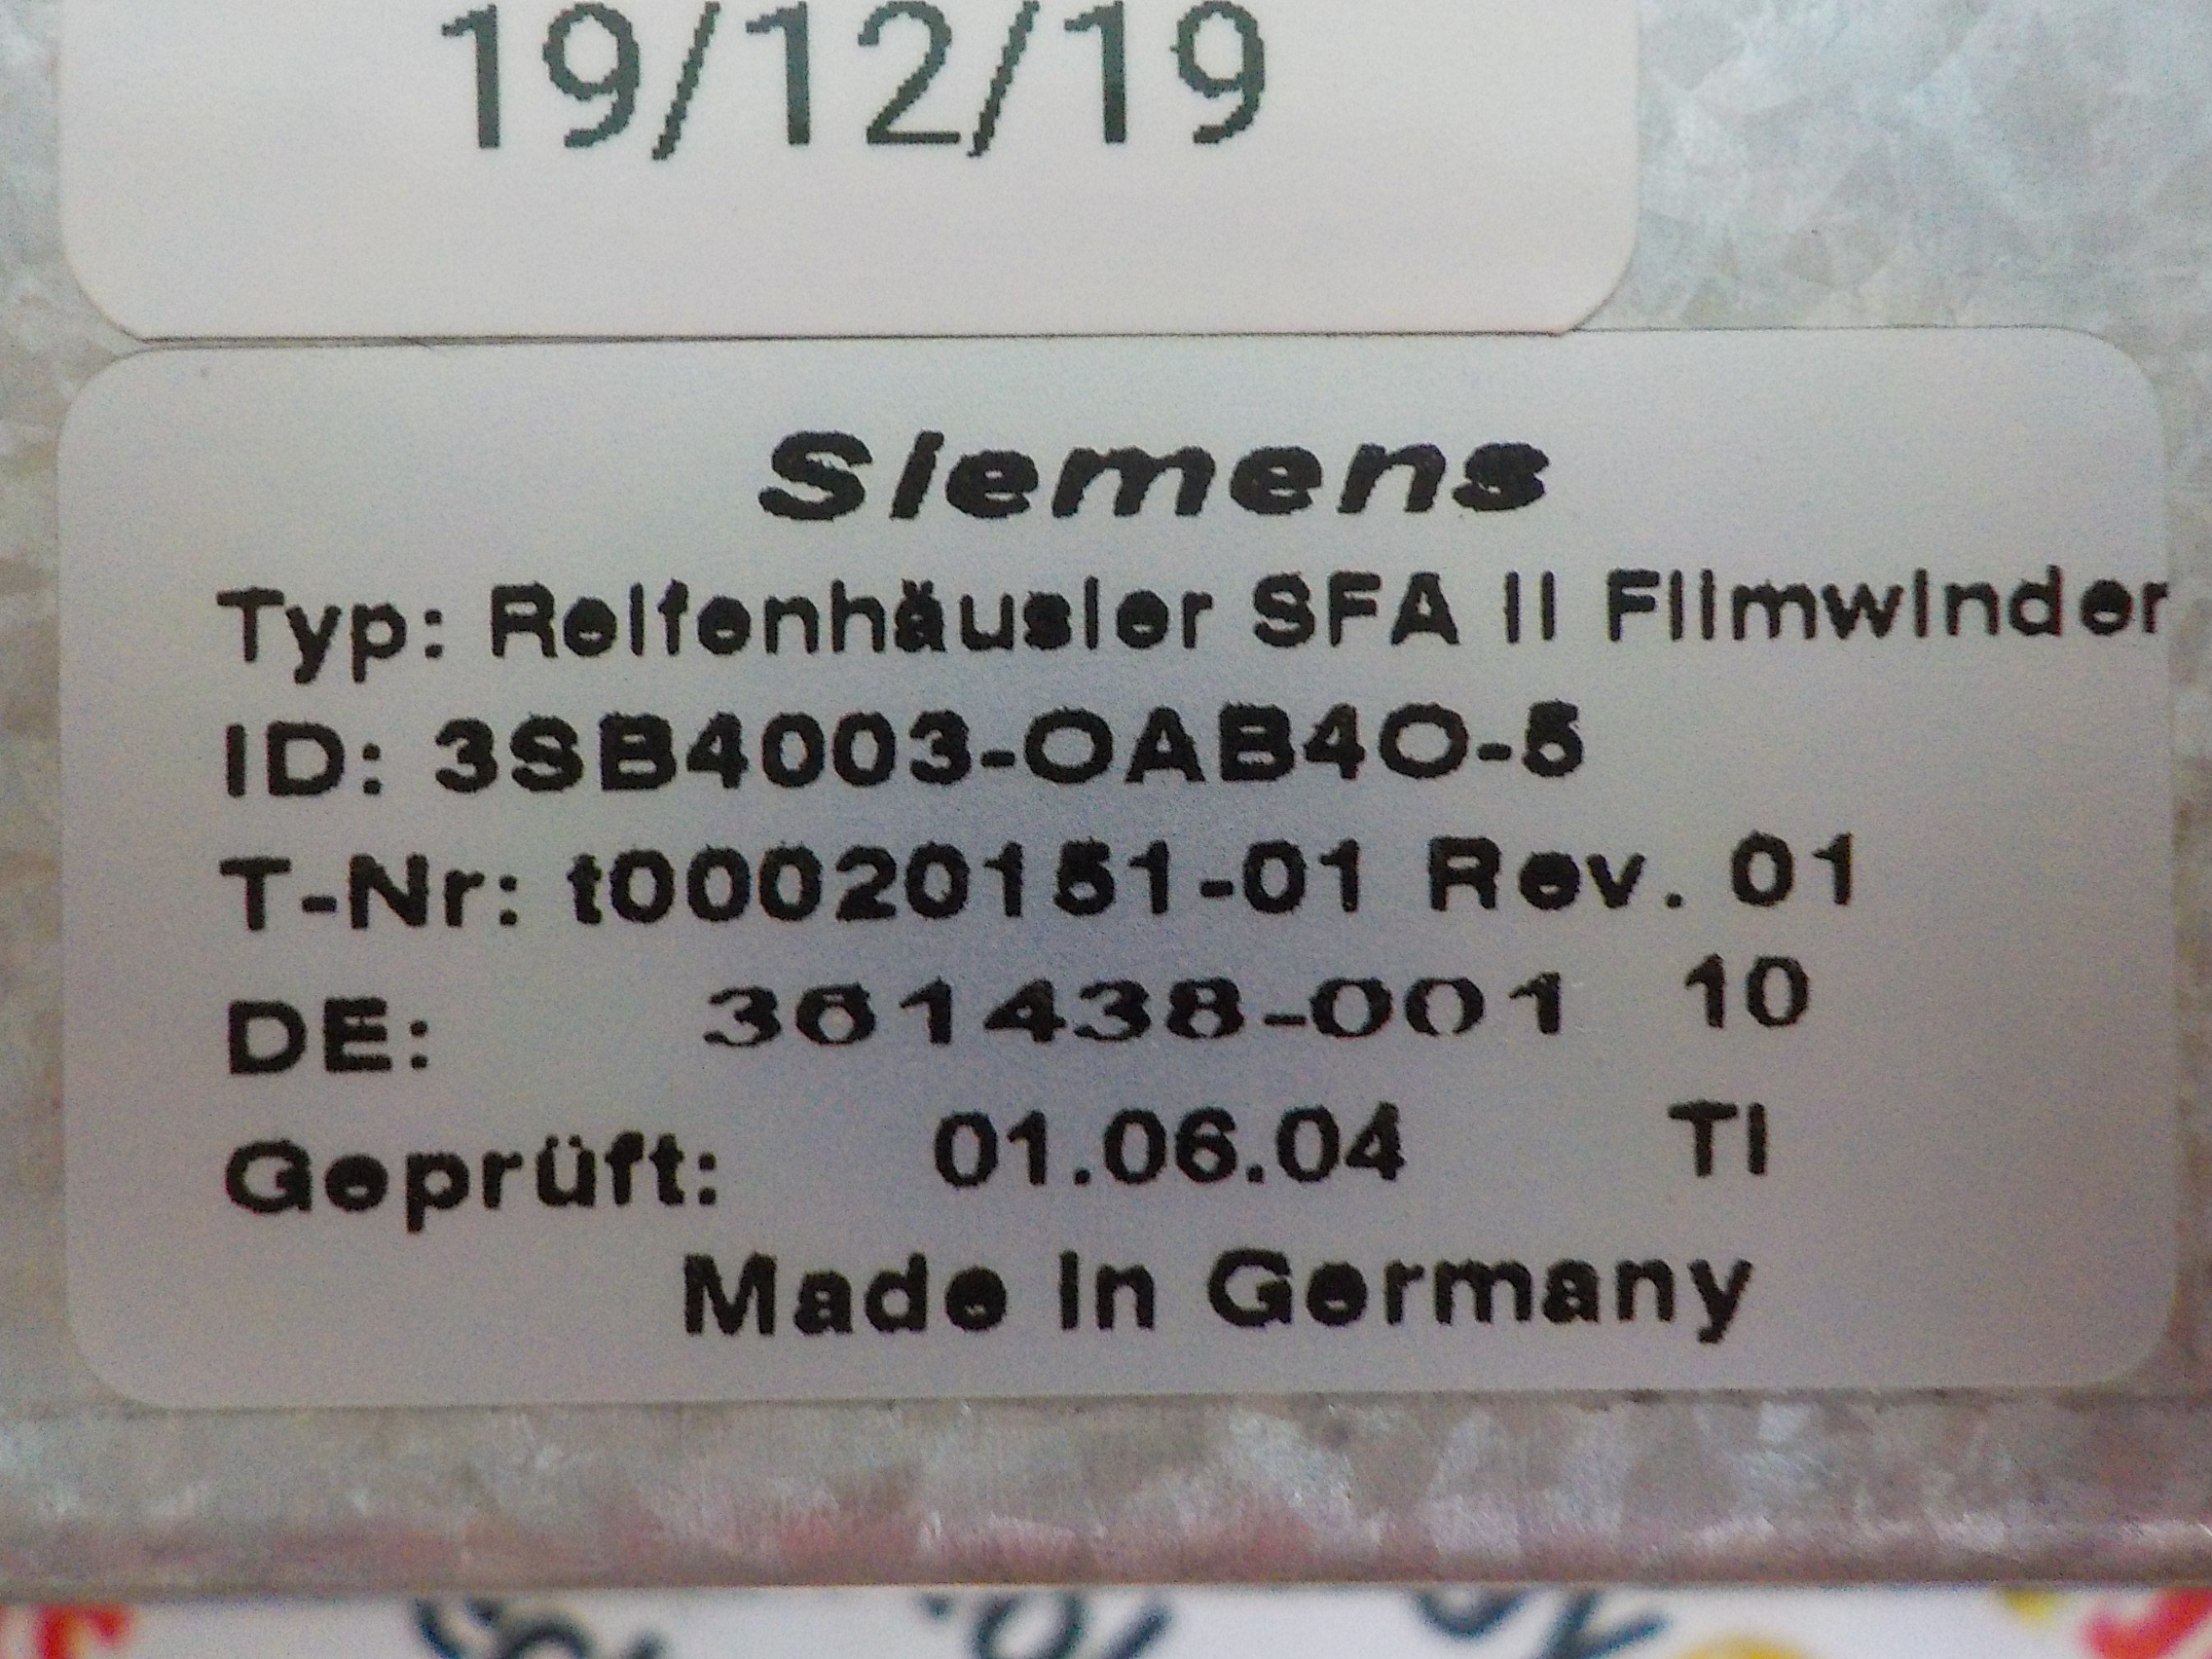 19/12/19
Siemens
Typ: Reifenhäusler SFA II Filmwinder
ID: 3SB4003-OAB4O-5
T-Nr: t00020151-01 Rev. 01
DE: 361438-001 10
Geprüft: 01.06.04 TI
Made in Germany